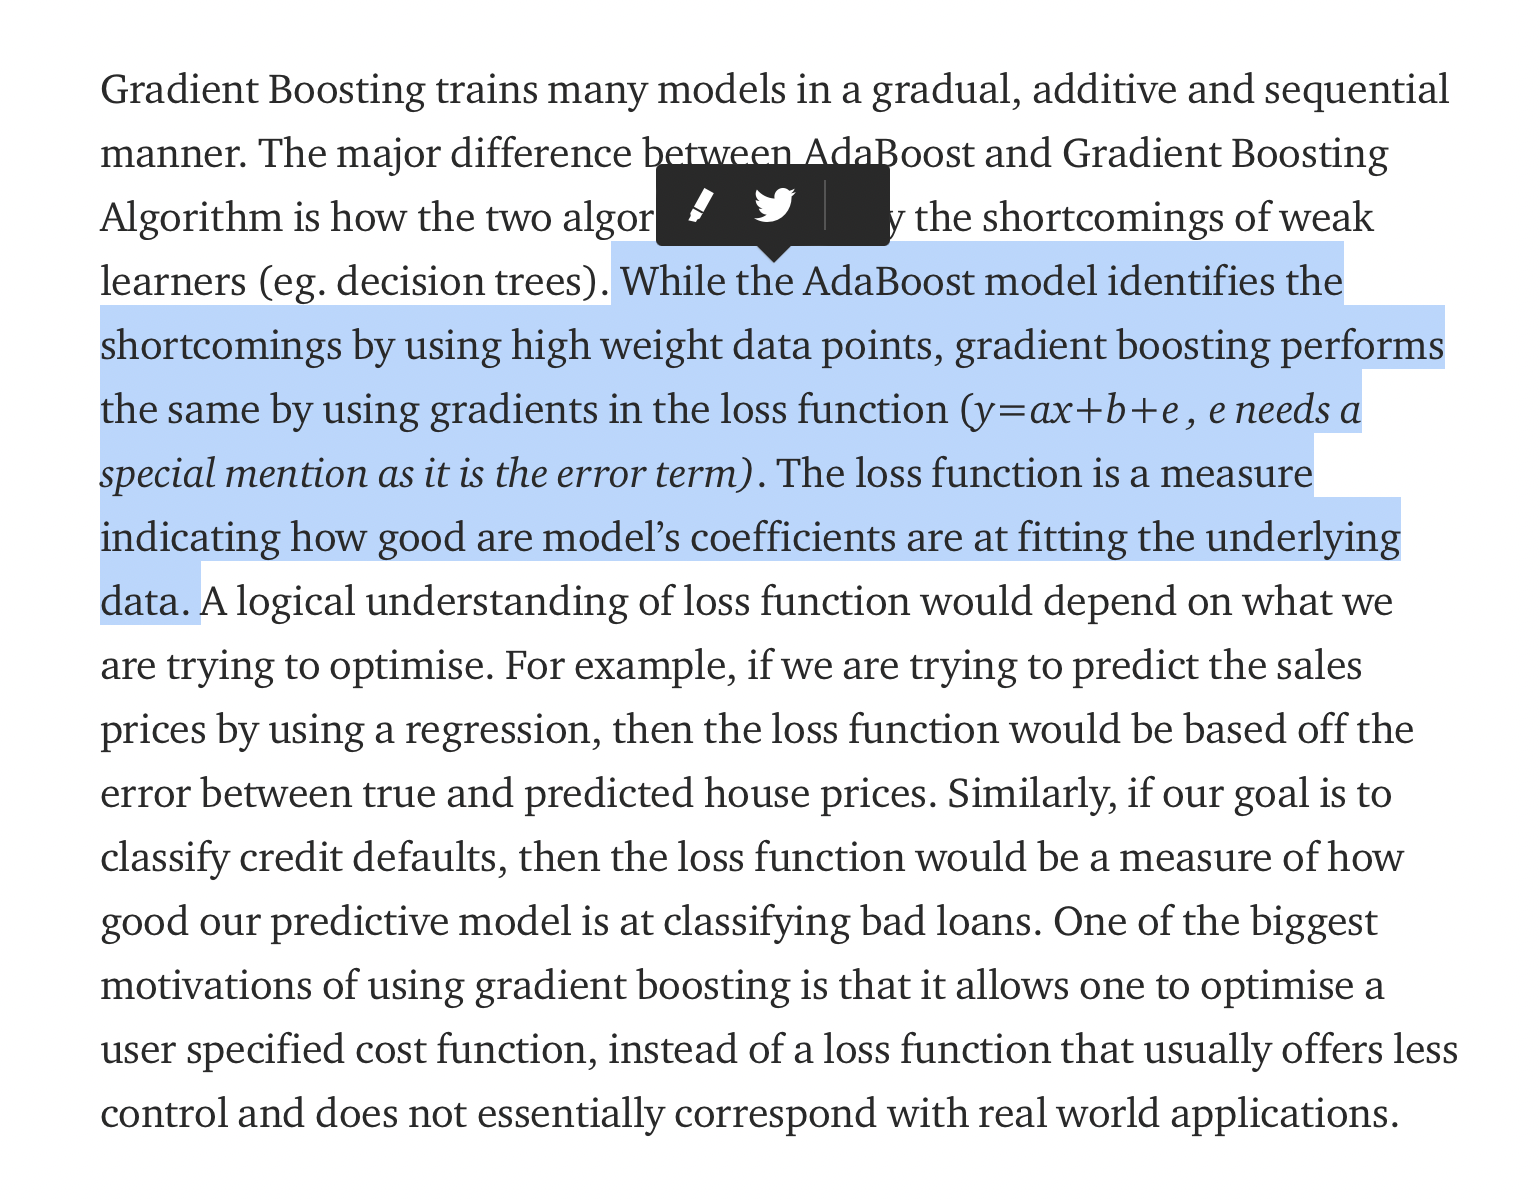 Gradient Boosting trains many models in a gradual, additive and sequential
manner. The major difference between AdaBoost and Gradient Boosting
Algorithm is how the two algor y the shortcomings of weak
learners (eg. decision trees). While the AdaBoost model identifies the
shortcomings by using high weight data points, gradient boosting performs
the same by using gradients in the loss function (y=ax+b+e , e needs a
special mention as it is the error term) . The loss function is a measure
indicating how good are model’s coefficients are at fitting the underlying
data. A logical understanding of loss function would depend on what we
are trying to optimise. For example, if we are trying to predict the sales
prices by using a regression, then the loss function would be based off the
error between true and predicted house prices. Similarly, if our goal is to
classify credit defaults, then the loss function would be a measure of how
good our predictive model is at classifying bad loans. One of the biggest
motivations of using gradient boosting is that it allows one to optimise a
user specified cost function, instead of a loss function that usually offers less
control and does not essentially correspond with real world applications.